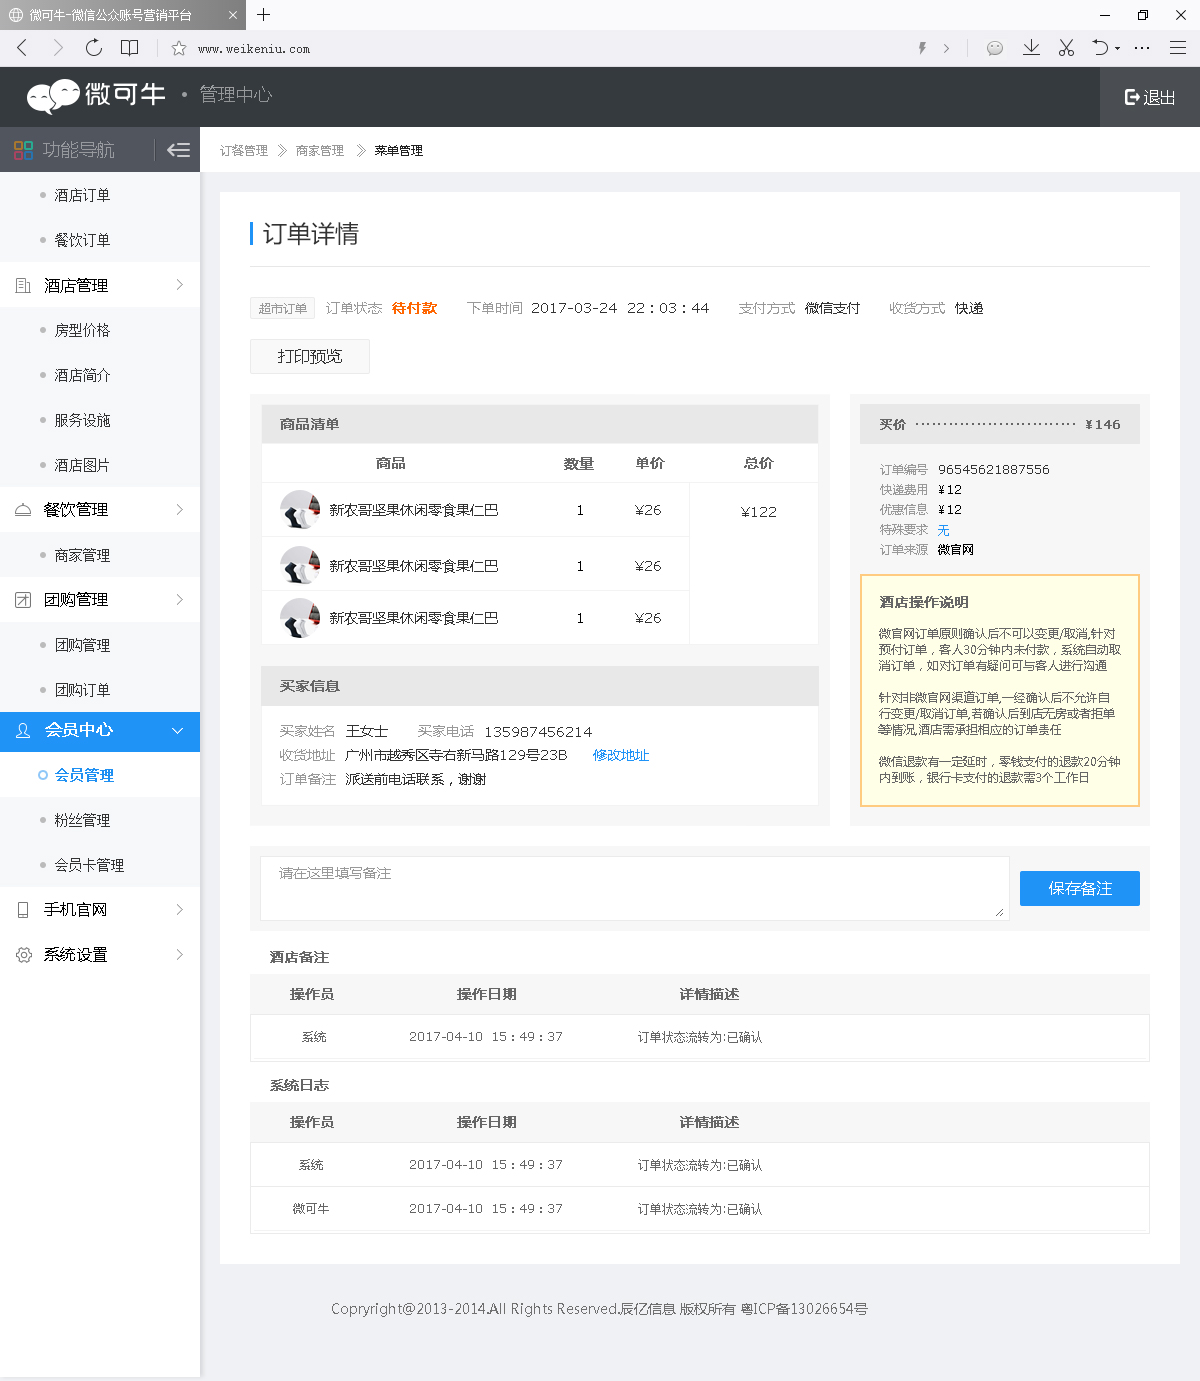 微可牛-微信公众账号营销平台
www.weikeniu.com
微可牛 · 管理中心
退出
功能导航
订餐管理 商家管理 菜单管理
酒店订单
餐饮订单
酒店管理
房型价格
酒店简介
服务设施
酒店图片
餐饮管理
商家管理
团购管理
团购管理
团购订单
会员中心
会员管理
粉丝管理
会员卡管理
手机官网
系统设置
订单详情
超市订单 订单状态 待付款 下单时间 2017-03-24 22：03：44 支付方式 微信支付 收货方式 快递
打印预览
商品清单
商品 数量 单价 总价
新农哥坚果休闲零食果仁巴 1 ¥26 ¥122
新农哥坚果休闲零食果仁巴 1 ¥26
新农哥坚果休闲零食果仁巴 1 ¥26
买家信息
买家姓名 王女士 买家电话 135987456214
收货地址 广州市越秀区寺右新马路129号23B 修改地址
订单备注 派送前电话联系，谢谢
买价 ···························· ¥146
订单编号 96545621887556
快递费用 ¥12
优惠信息 ¥12
特殊要求 无
订单来源 微官网
酒店操作说明
微官网订单原则确认后不可以变更/取消,针对
预付订单，客人30分钟内未付款，系统自动取
消订单，如对订单有疑问可与客人进行沟通
针对非微官网渠道订单,一经确认后不允许自
行变更/取消订单,若确认后到店无房或者拒单
等情况,酒店需承担相应的订单责任
微信退款有一定延时，零钱支付的退款20分钟
内到账，银行卡支付的退款需3个工作日
请在这里填写备注
保存备注
酒店备注
操作员 操作日期 详情描述
系统 2017-04-10 15：49：37 订单状态流转为:已确认
系统日志
操作员 操作日期 详情描述
系统 2017-04-10 15：49：37 订单状态流转为:已确认
微可牛 2017-04-10 15：49：37 订单状态流转为:已确认
Copryright@2013-2014.All Rights Reserved.辰亿信息 版权所有 粤ICP备13026654号